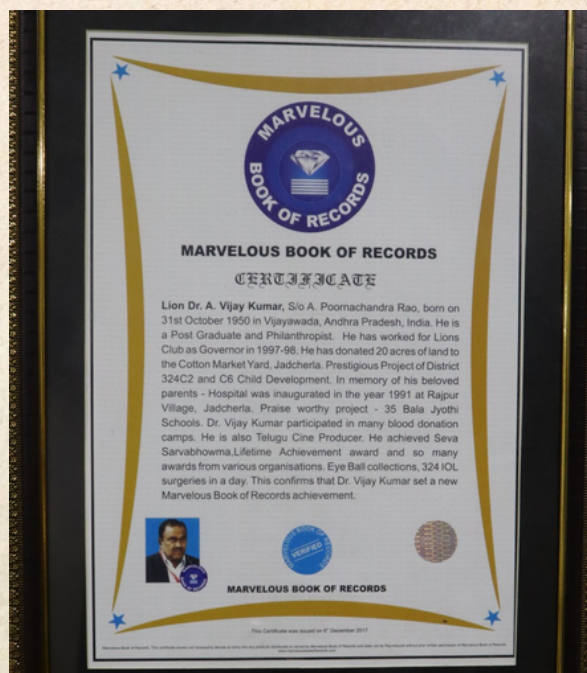 MARVELOUS
BOOK OF RECORDS
MARVELOUS BOOK OF RECORDS
CERTIFICATE
Lion Dr. A. Vijay Kumar, S/o A. Poornachandra Rao, born on
31st October 1950 in Vijayawada, Andhra Pradesh, India. He is
a Post Graduate and Philanthropist. He has worked for Lions
Club as Governor in 1997-98. He has donated 20 acres of land to
the Cotton Market Yard, Jadcherla. Prestigious Project of District
324C2 and C6 Child Development. In memory of his beloved
parents - Hospital was inaugurated in the year 1991 at Rajpur
Village, Jadcherla. Praise worthy project - 35 Bala Jyothi
Schools. Dr. Vijay Kumar participated in many blood donation
camps. He is also Telugu Cine Producer. He achieved Seva
Sarvabhowma,Lifetime Achievement award and so many
awards from various organisations. Eye Ball collections, 324 IOL
surgeries in a day. This confirms that Dr. Vijay Kumar set a new
Marvelous Book of Records achievement.
MARVELOUS BOOK OF RECORDS
VERIFIED
MARVELOUS BOOK OF RECORDS
This Certificate was issued on 6th December 2017